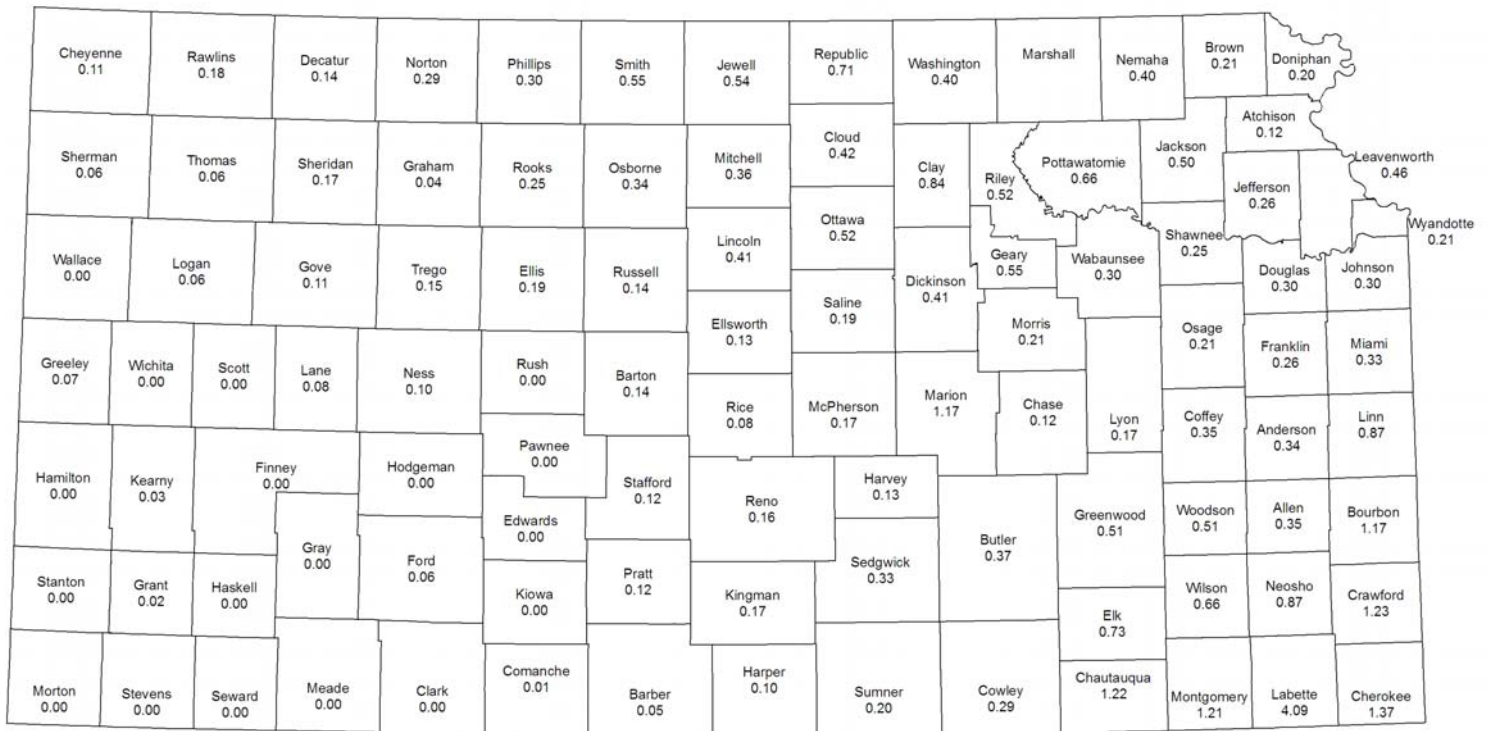 Cheyenne
0.11
Rawlins
0.18
Decatur
0.14
Norton
0.29
Phillips
0.30
Smith
0.55
Jewell
0.54
Republic
0.71
Washington
0.40
Marshall
Nemaha
0.40
Brown
0.21
Doniphan
0.20
Sherman
0.06
Thomas
0.06
Sheridan
0.17
Graham
0.04
Rooks
0.25
Osborne
0.34
Mitchell
0.36
Cloud
0.42
Clay
0.84
Riley
0.52
Pottawatomie
0.66
Jackson
0.50
Atchison
0.12
Jefferson
0.26
Leavenworth
0.46
Wyandotte
0.21
Wallace
0.00
Logan
0.06
Gove
0.11
Trego
0.15
Ellis
0.19
Russell
0.14
Lincoln
0.41
Ottawa
0.52
Dickinson
0.41
Geary
0.55
Wabaunsee
0.30
Shawnee
0.25
Douglas
0.30
Johnson
0.30
Ellsworth
0.13
Saline
0.19
Morris
0.21
Osage
0.21
Franklin
0.26
Miami
0.33
Greeley
0.07
Wichita
0.00
Scott
0.00
Lane
0.08
Ness
0.10
Rush
0.00
Barton
0.14
Rice
0.08
McPherson
0.17
Marion
1.17
Chase
0.12
Lyon
0.17
Coffey
0.35
Anderson
0.34
Linn
0.87
Hamilton
0.00
Kearny
0.03
Finney
0.00
Hodgeman
0.00
Pawnee
0.00
Stafford
0.12
Reno
0.16
Harvey
0.13
Butler
0.37
Greenwood
0.51
Woodson
0.51
Allen
0.35
Bourbon
1.17
Gray
0.00
Ford
0.06
Edwards
0.00
Sedgwick
0.33
Stanton
0.00
Grant
0.02
Haskell
0.00
Kiowa
0.00
Pratt
0.12
Kingman
0.17
Elk
0.73
Wilson
0.66
Neosho
0.87
Crawford
1.23
Morton
0.00
Stevens
0.00
Seward
0.00
Meade
0.00
Clark
0.00
Comanche
0.01
Barber
0.05
Harper
0.10
Sumner
0.20
Cowley
0.29
Chautauqua
1.22
Montgomery
1.21
Labette
4.09
Cherokee
1.37